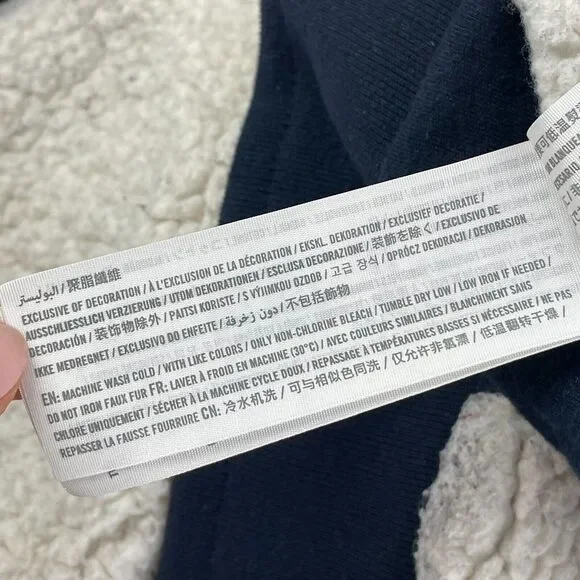 البوليستر / 聚脂纖維
EXCLUSIVE OF DECORATION / À L'EXCLUSION DE LA DÉCORATION / EKSKL. DEKORATION / EXCLUSIEF DECORATIE /
AUSSCHLIESSLICH VERZIERUNG / UTOM DEKORATIONEN / ESCLUSA DECORAZIONE / 装飾を除く / EXCLUSIVO DE
DECORACIÓN / 装饰物除外 / PAITSI KORISTE / S VÝJIMKOU OZDOB / 고급 장식 / OPRÓCZ DEKORACJI / DEKORASJON
IKKE MEDREGNET / EXCLUSIVO DO ENFEITE / دون زخرفة / 不包括飾物
EN: MACHINE WASH COLD / WITH LIKE COLORS / ONLY NON-CHLORINE BLEACH / TUMBLE DRY LOW / LOW IRON IF NEEDED /
DO NOT IRON FAUX FUR FR: LAVER À FROID EN MACHINE (30°C) / AVEC COULEURS SIMILAIRES / BLANCHIMENT SANS
CHLORE UNIQUEMENT / SÉCHER À LA MACHINE CYCLE DOUX / REPASSAGE À TEMPÉRATURES BASSES SI NÉCESSAIRE / NE PAS
REPASSER LA FAUSSE FOURRURE CN: 冷水机洗 / 可与相似色同洗 / 仅允许非氯漂 / 低温翻转干燥 /